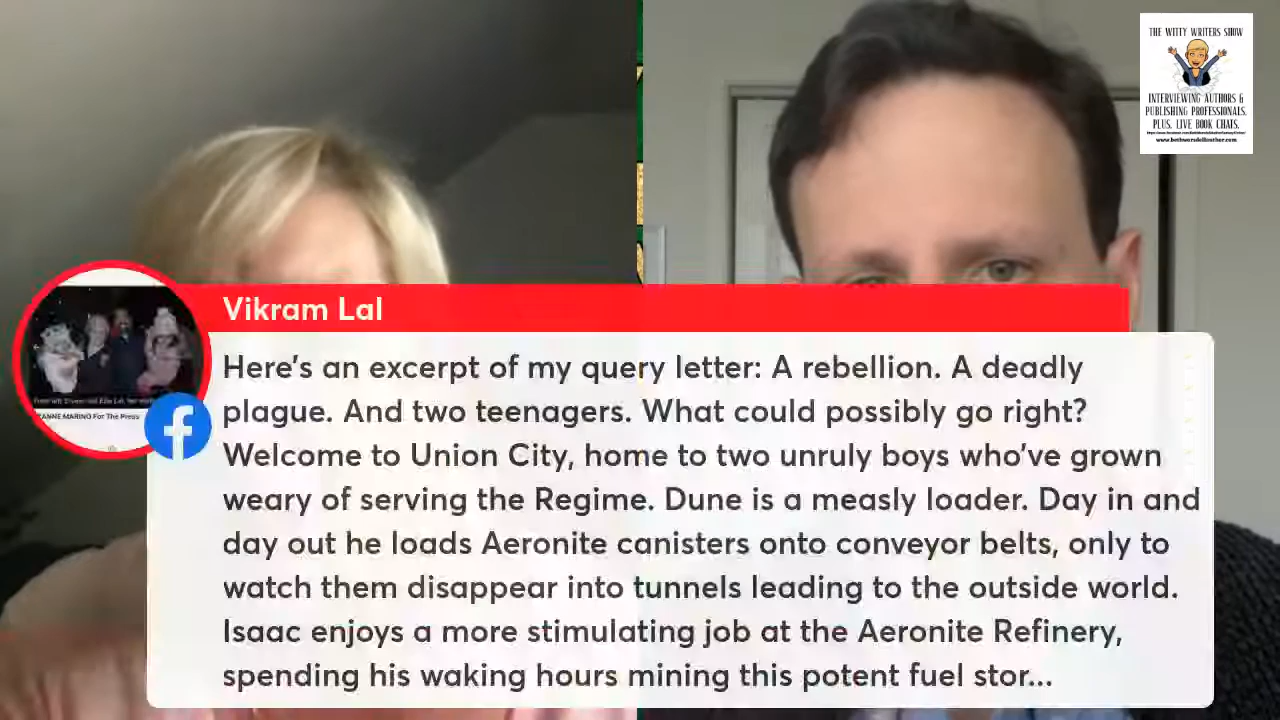 THE WITTY WRITERS SHOW
INTERVIEWING AUTHORS &
PUBLISHING PROFESSIONALS.
PLUS, LIVE BOOK CHATS.
Vikram Lal
Here's an excerpt of my query letter: A rebellion. A deadly
plague. And two teenagers. What could possibly go right?
Welcome to Union City, home to two unruly boys who've grown
weary of serving the Regime. Dune is a measly loader. Day in and
day out he loads Aeronite canisters onto conveyor belts, only to
watch them disappear into tunnels leading to the outside world.
Isaac enjoys a more stimulating job at the Aeronite Refinery,
spending his waking hours mining this potent fuel stor...
For The Press